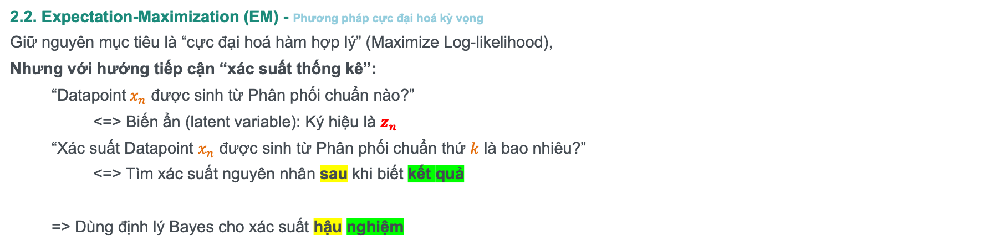 2.2. Expectation-Maximization (EM) - Phương pháp cực đại hoá kỳ vọng
Giữ nguyên mục tiêu là “cực đại hoá hàm hợp lý” (Maximize Log-likelihood),
Nhưng với hướng tiếp cận “xác suất thống kê”:
“Datapoint xₙ được sinh từ Phân phối chuẩn nào?”
<=> Biến ẩn (latent variable): Ký hiệu là zₙ
“Xác suất Datapoint xₙ được sinh từ Phân phối chuẩn thứ k là bao nhiêu?”
<=> Tìm xác suất nguyên nhân sau khi biết kết quả
=> Dùng định lý Bayes cho xác suất hậu nghiệm